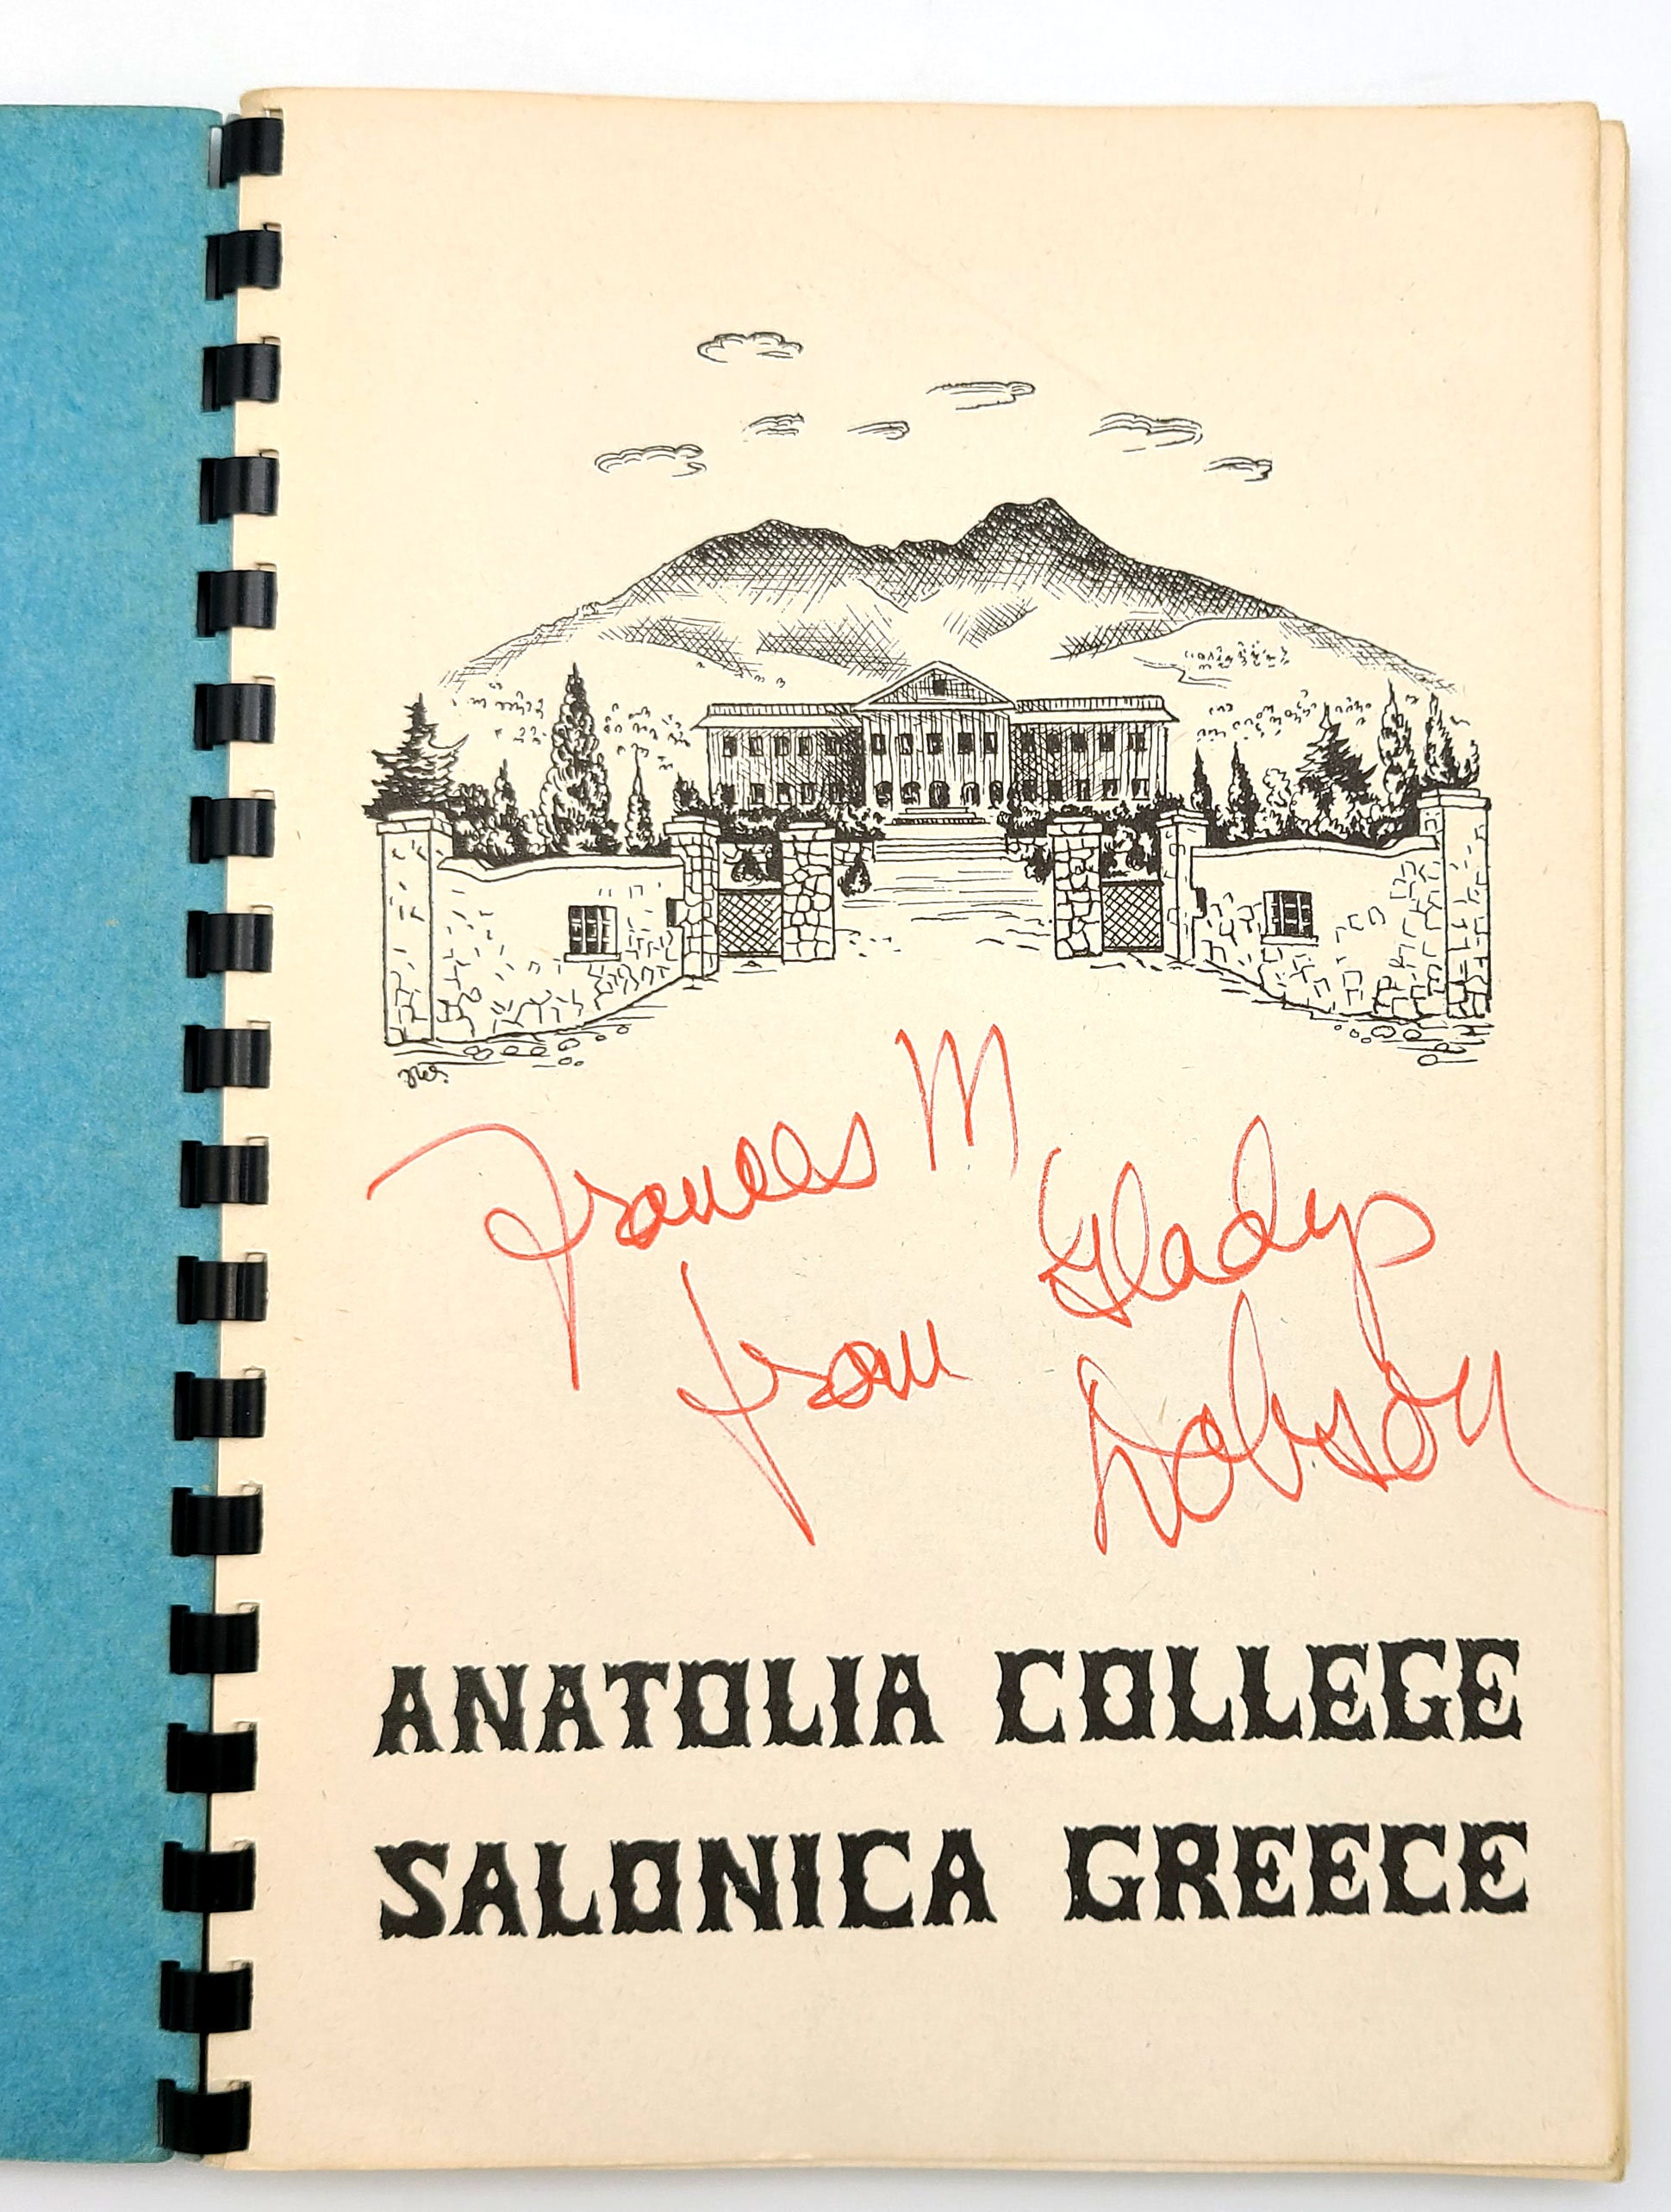 Frances M
from Gladys
Dobson
ANATOLIA COLLEGE
SALONICA GREECE